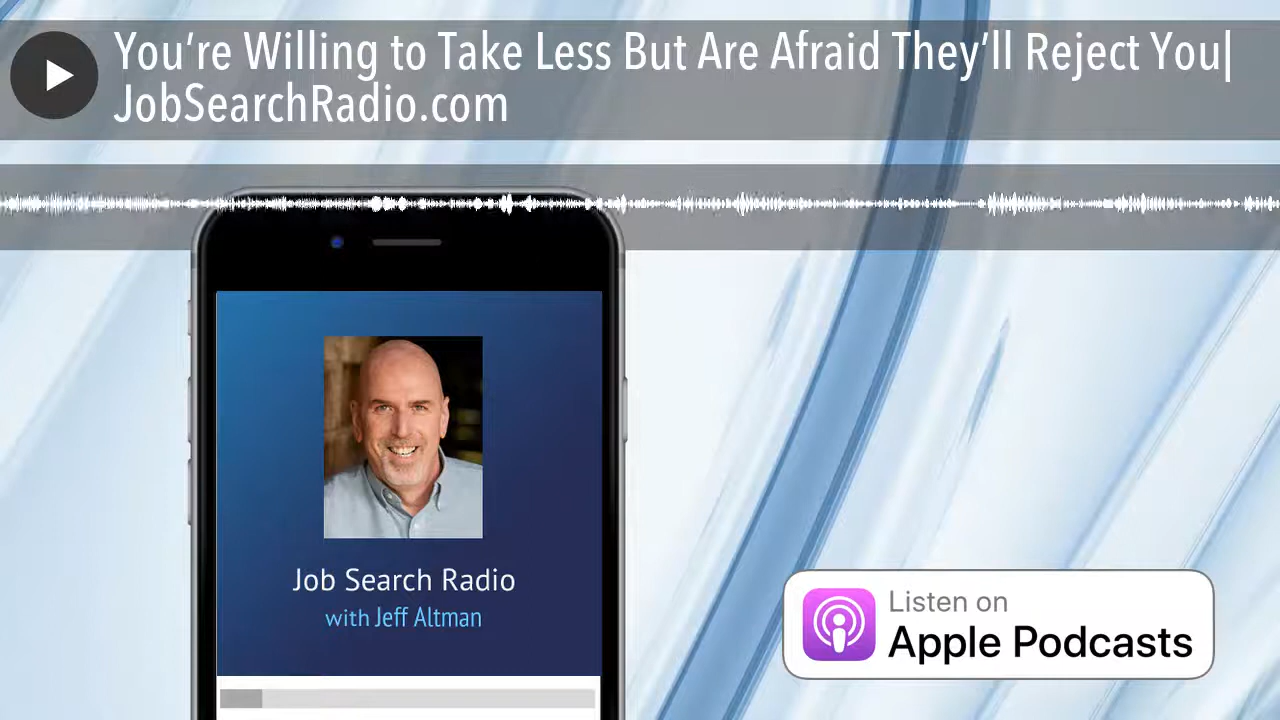 You‘re Willing to Take Less But Are Afraid They’ll Reject You|
JobSearchRadio.com
Job Search Radio
with Jeff Altman
Listen on
Apple Podcasts